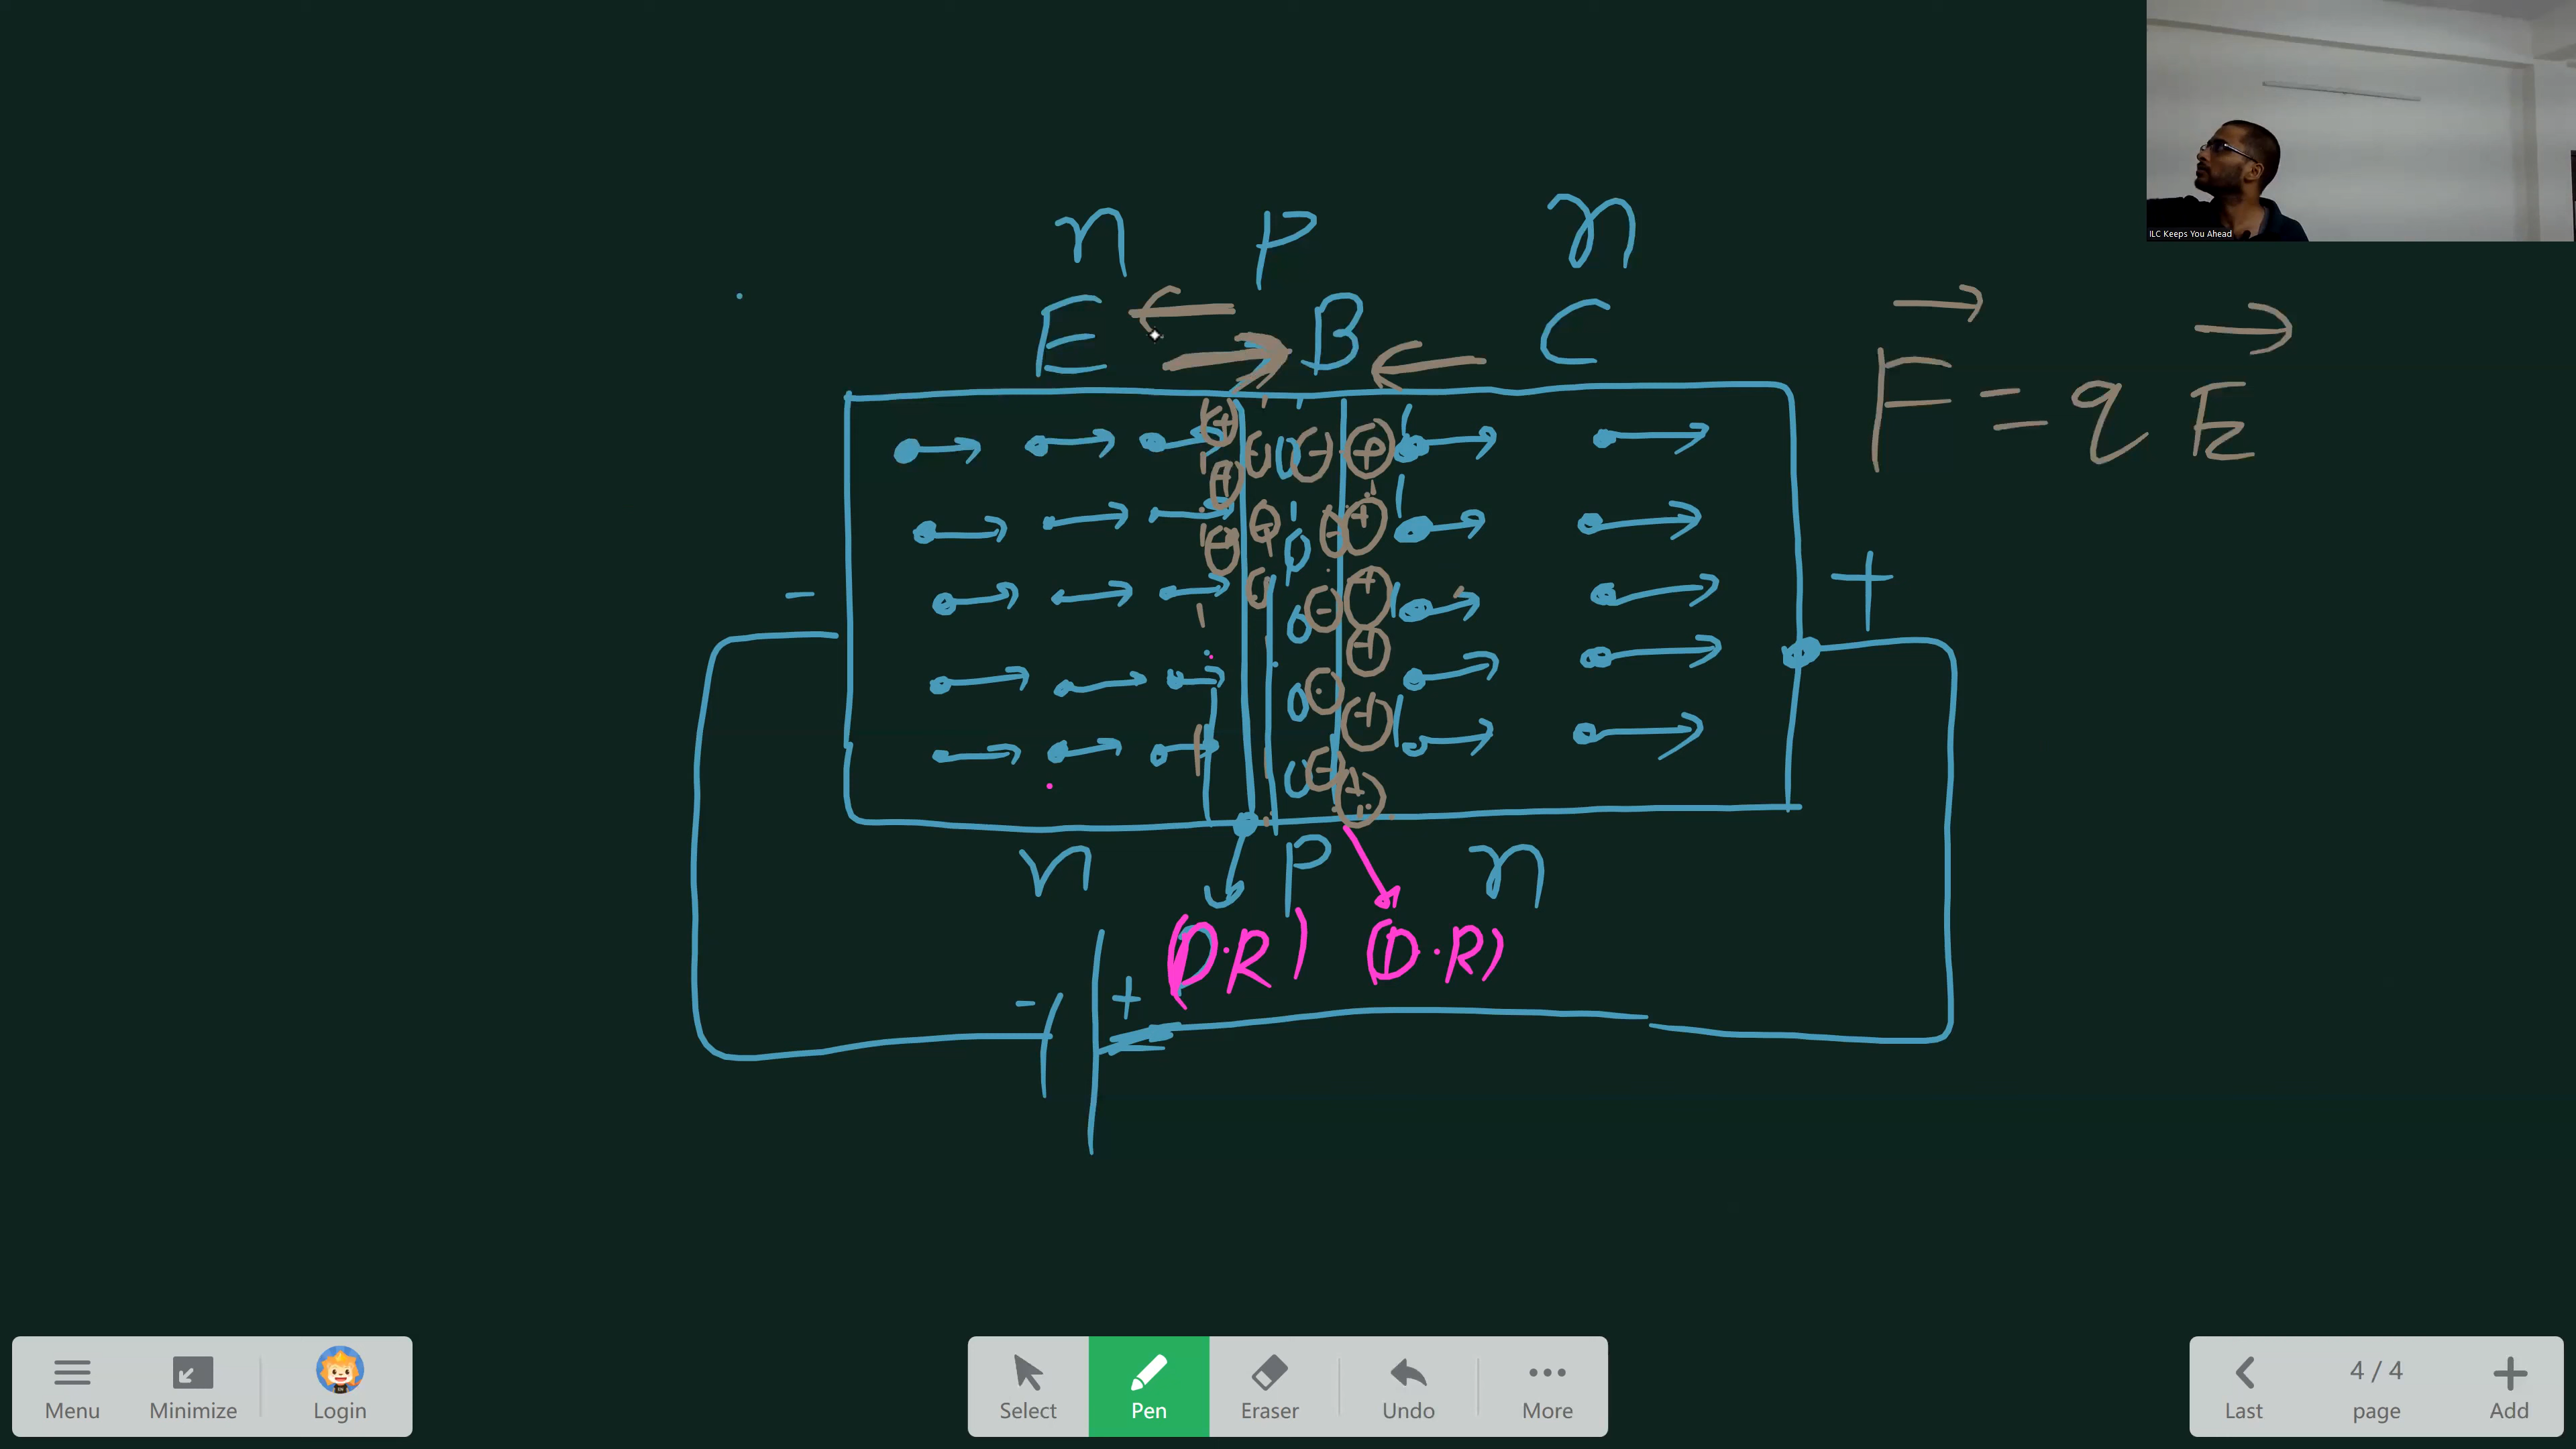 ILC Keeps You Ahead
n P n
E B C
F = q E
- +
n P n
(D.R) (D.R)
- +
Menu Minimize Login
Select Pen Eraser Undo More
Last 4 / 4 page Add